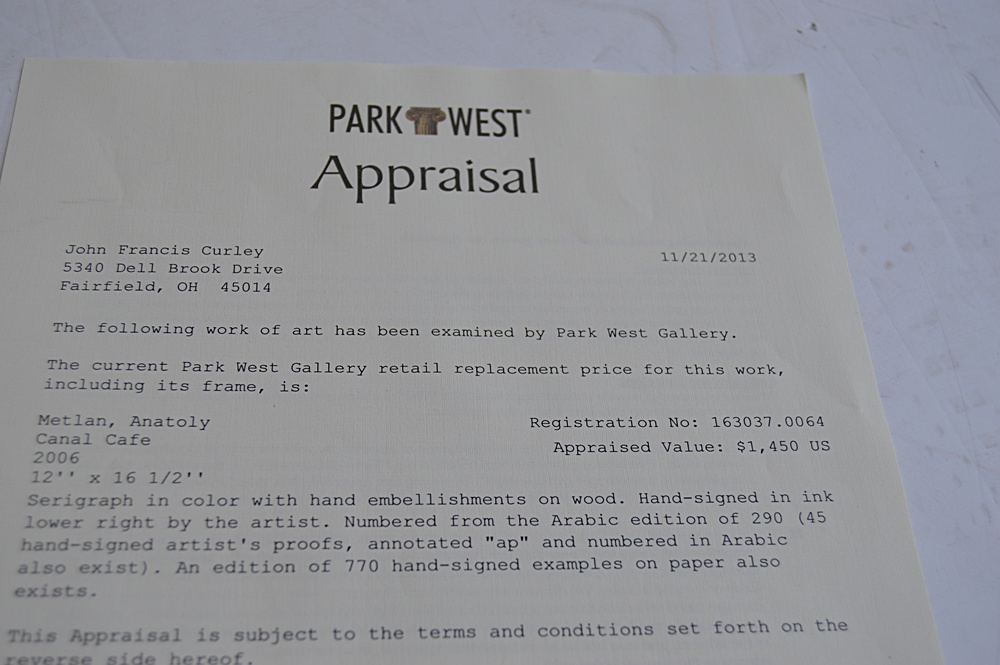 PARK WEST®
Appraisal
John Francis Curley
5340 Dell Brook Drive
Fairfield, OH 45014
11/21/2013
The following work of art has been examined by Park West Gallery.
The current Park West Gallery retail replacement price for this work,
including its frame, is:
Metlan, Anatoly
Canal Cafe
2006
12'' x 16 1/2''
Registration No: 163037.0064
Appraised Value: $1,450 US
Serigraph in color with hand embellishments on wood. Hand-signed in ink
lower right by the artist. Numbered from the Arabic edition of 290 (45
hand-signed artist's proofs, annotated "ap" and numbered in Arabic
also exist). An edition of 770 hand-signed examples on paper also
exists.
This Appraisal is subject to the terms and conditions set forth on the
reverse side hereof.